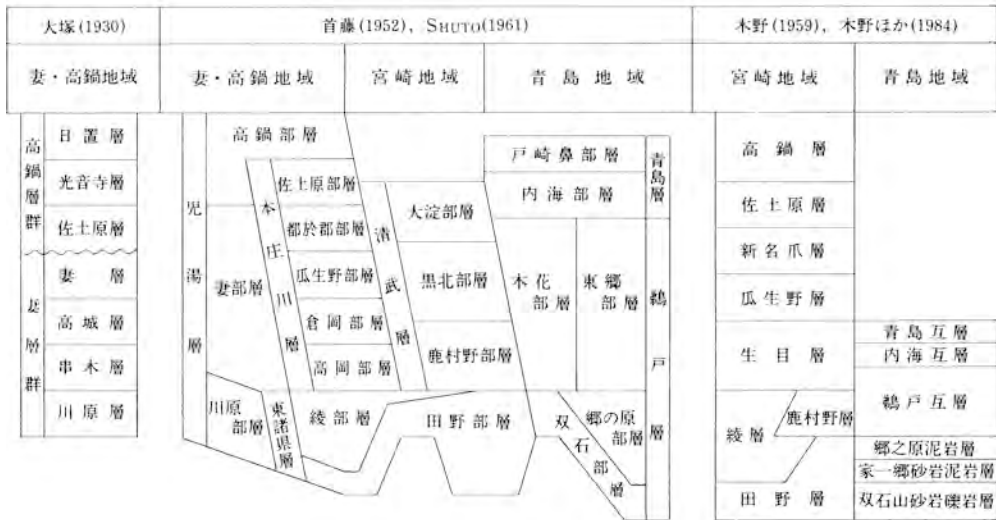 大塚(1930)
首藤(1952), SHUTO(1961)
木野(1959), 木野ほか(1984)
妻・高鍋地域
妻・高鍋地域
宮崎地域
青島地域
宮崎地域
青島地域
高鍋層群
日置層
光音寺層
佐土原層
妻層群
妻層
高城層
串木層
川原層
児湯層
高鍋部層
妻部層
川原部層
本庄川層
佐土原部層
都於郡部層
瓜生野部層
倉岡部層
高岡部層
東諸県層
綾部層
清武層
大淀部層
黒北部層
鹿村野部層
田野部層
戸崎鼻部層
内海部層
青島層
木花部層
東郷部層
鵜戸層
双石部層
郷の原部層
高鍋層
佐土原層
新名爪層
瓜生野層
生目層
綾層
鹿村野層
田野層
青島互層
内海互層
鵜戸互層
郷之原泥岩層
家一郷砂岩泥岩層
双石山砂岩礫岩層